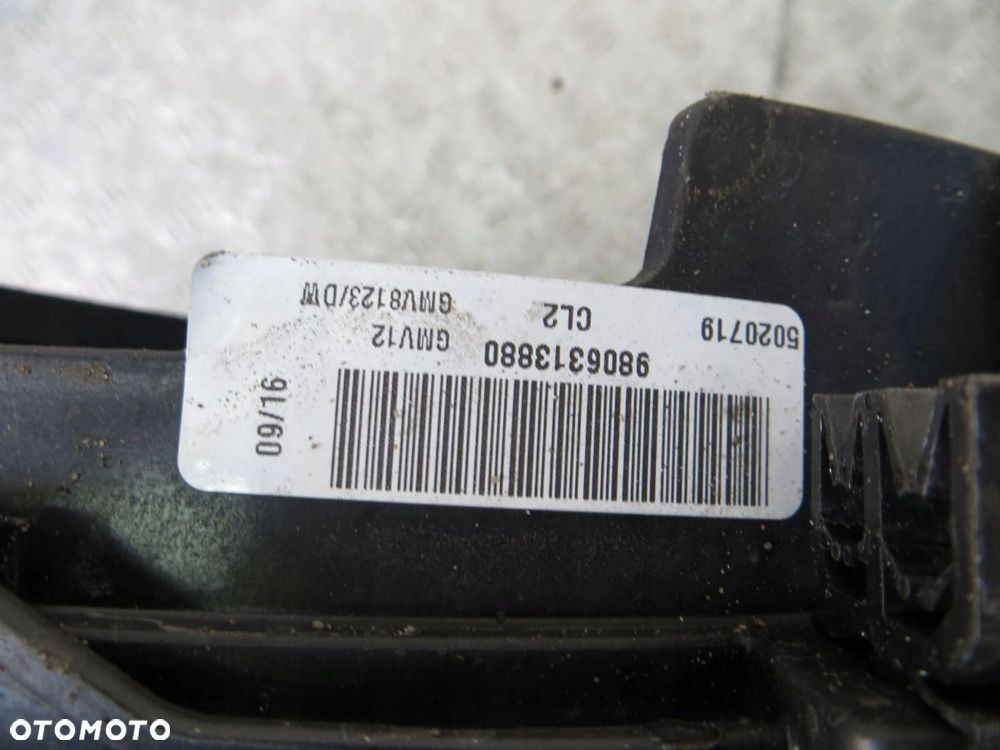 5020719
CL2
GMV8123/DW
9806313880
GMV12
09/16
OTOMOTO